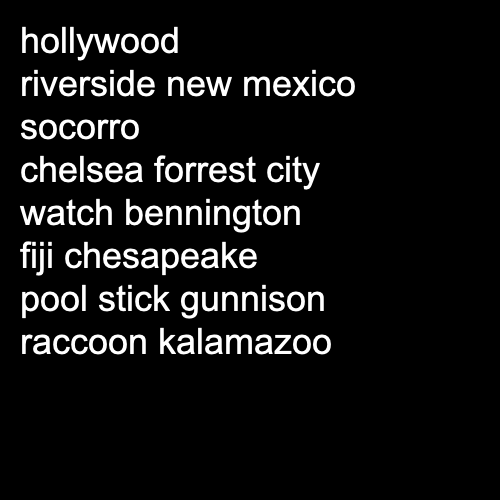 hollywood
riverside new mexico
socorro
chelsea forrest city
watch bennington
fiji chesapeake
pool stick gunnison
raccoon kalamazoo